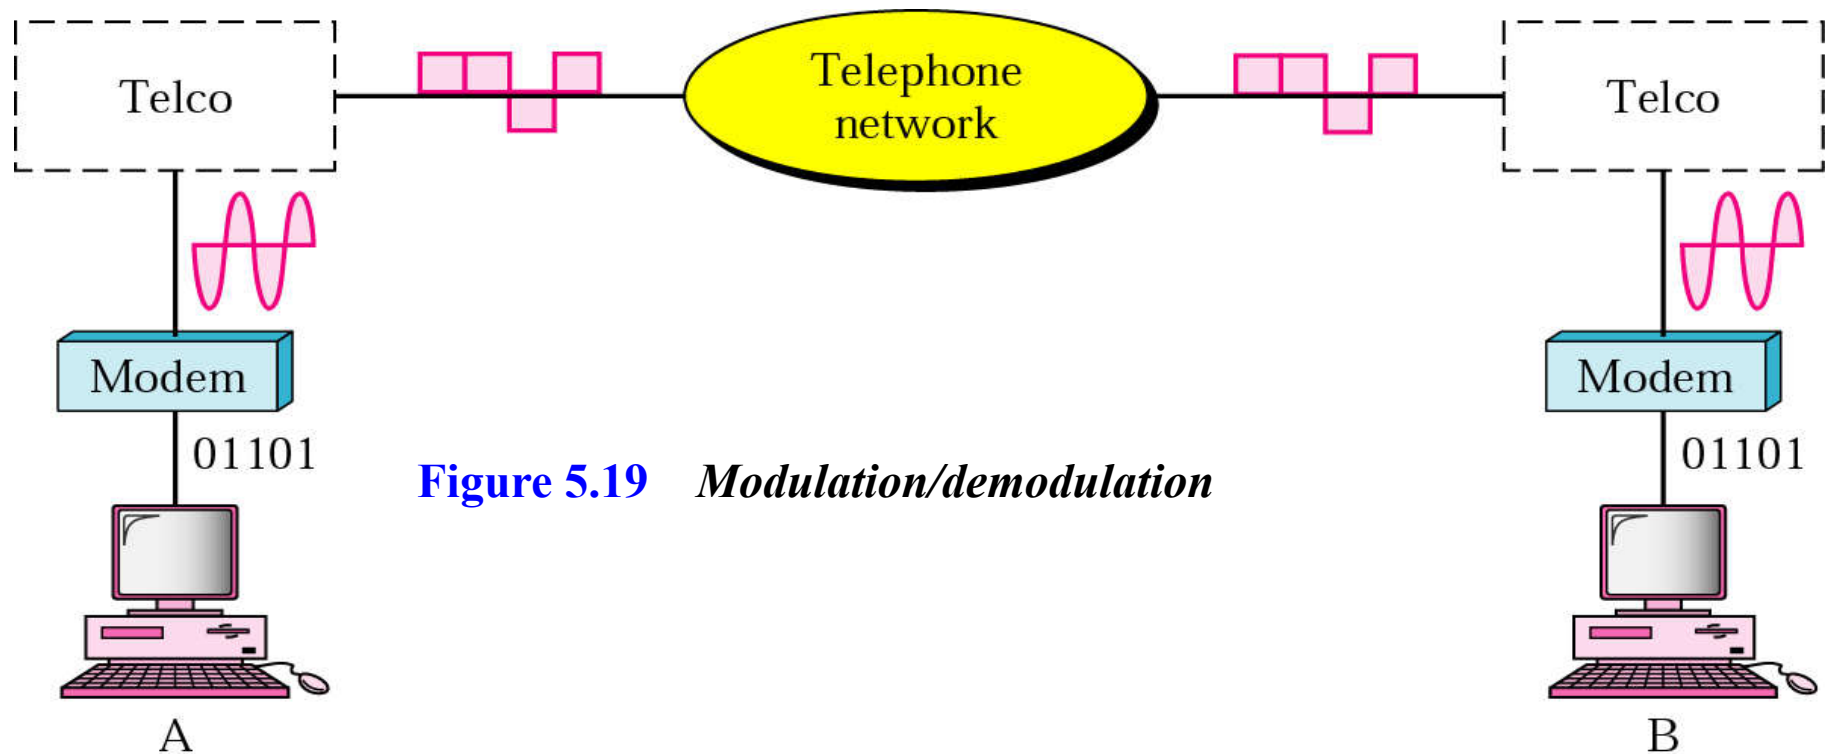 Telco
Telephone
network
Telco
Modem
Modem
01101
01101
Figure 5.19 Modulation/demodulation
A
B